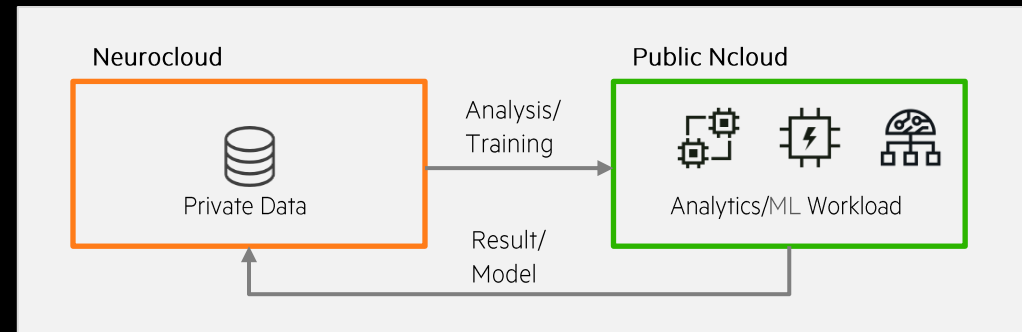 Neurocloud
Public Ncloud
Analysis/
Training
Private Data
Analytics/ML Workload
Result/
Model